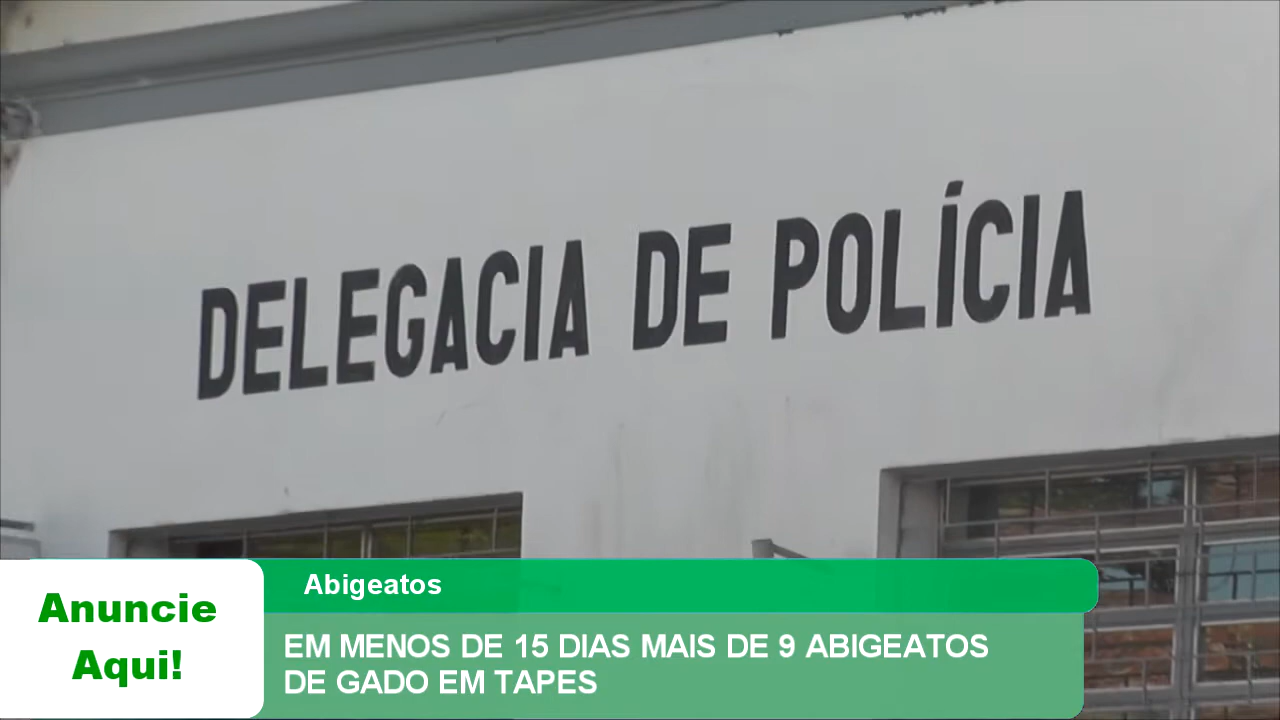 DELEGACIA DE POLÍCIA
Abigeatos
Anuncie
Aqui!
EM MENOS DE 15 DIAS MAIS DE 9 ABIGEATOS
DE GADO EM TAPES